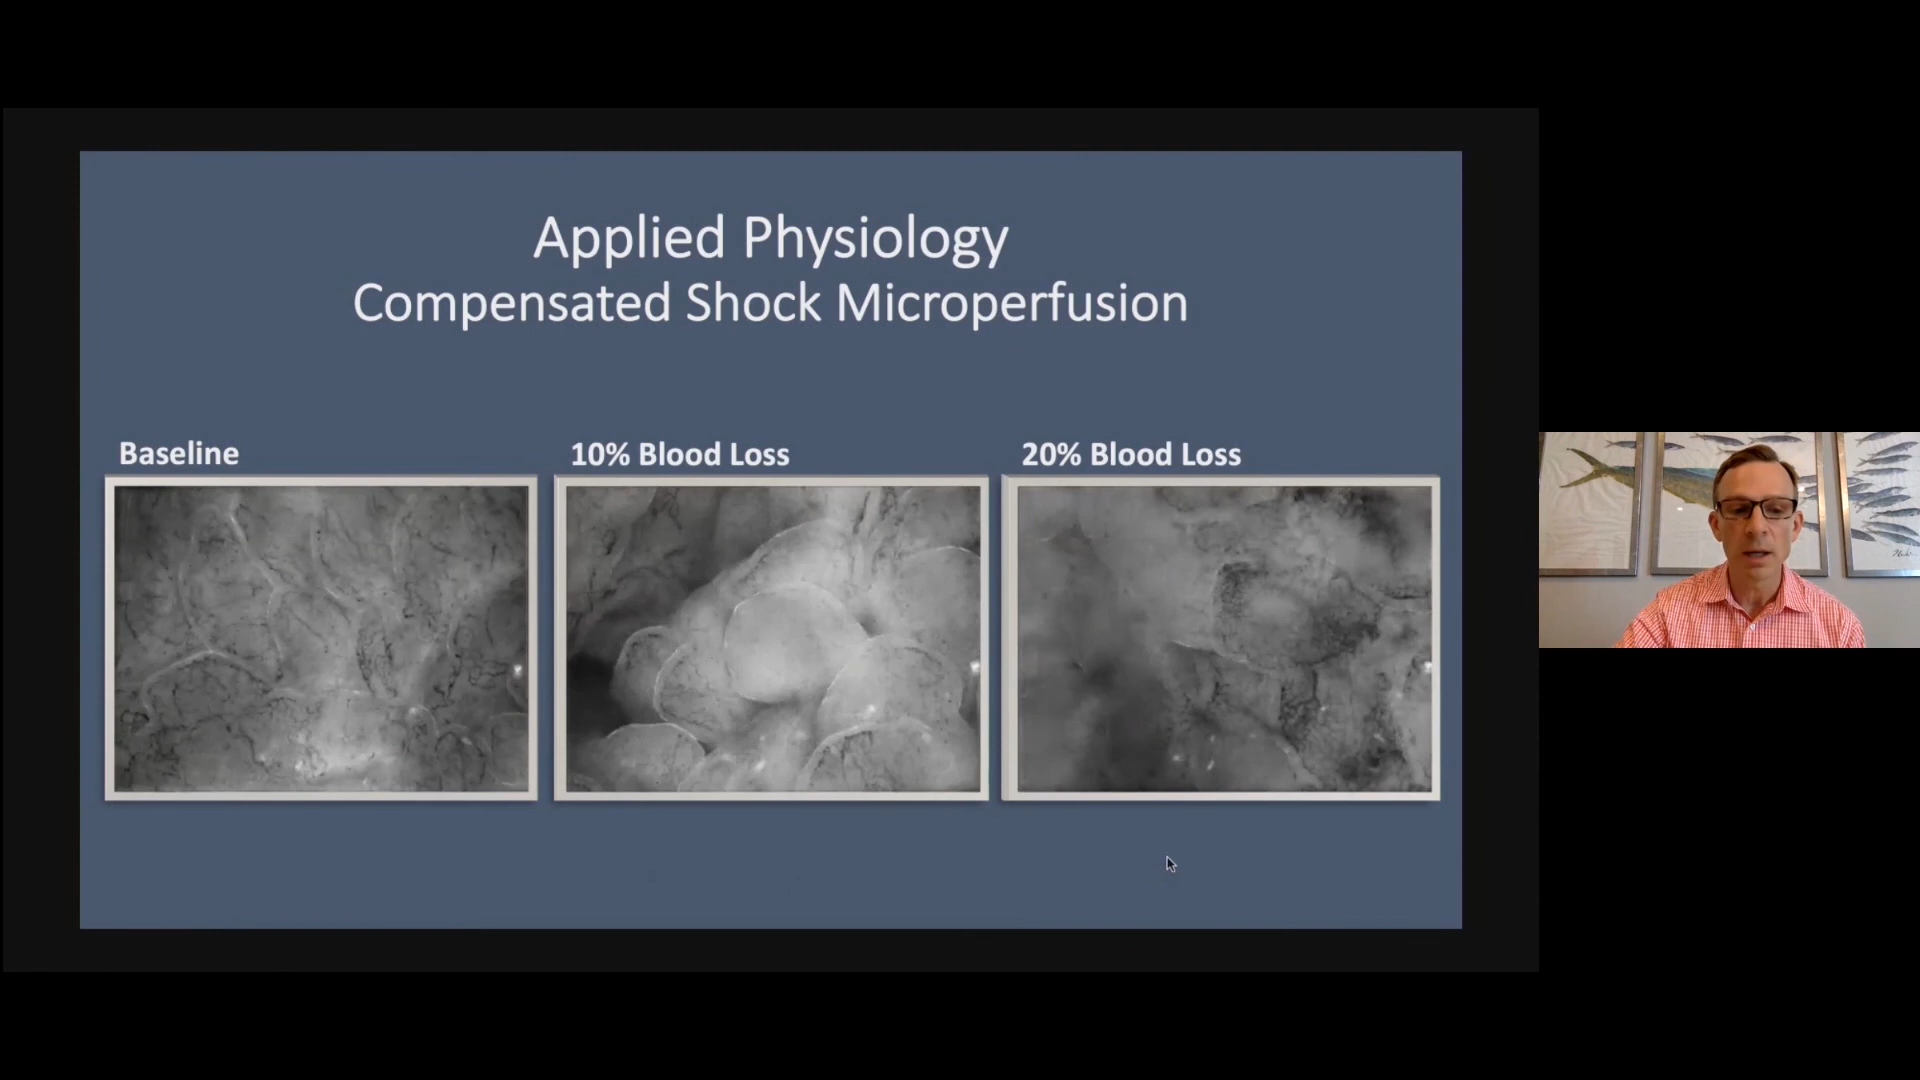 Applied Physiology
Compensated Shock Microperfusion
Baseline
10% Blood Loss
20% Blood Loss